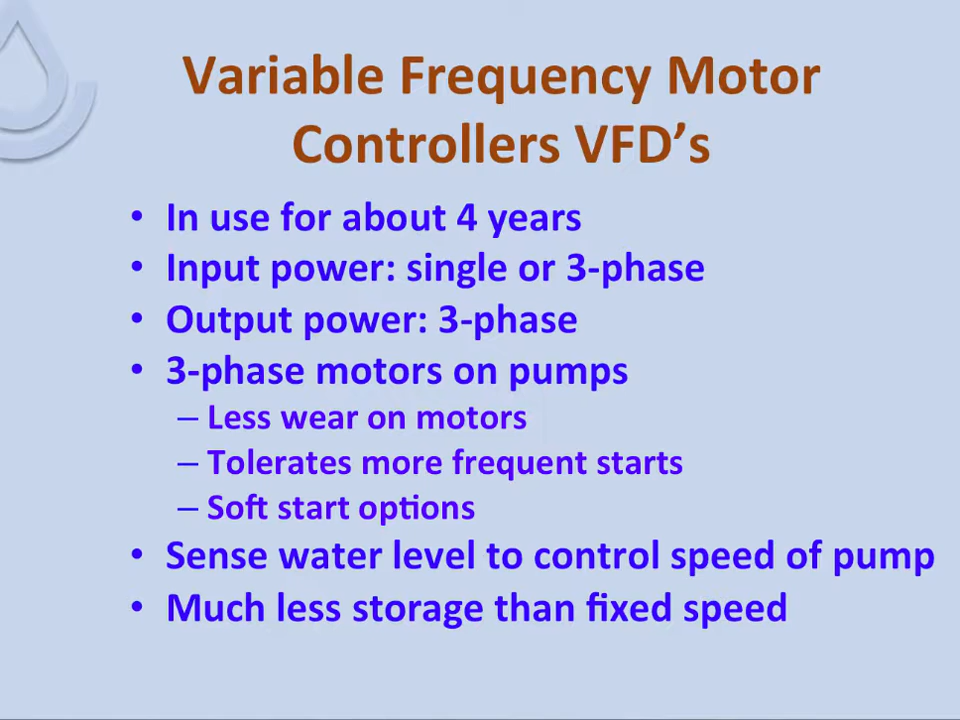 Variable Frequency Motor
Controllers VFD’s
• In use for about 4 years
• Input power: single or 3-phase
• Output power: 3-phase
• 3-phase motors on pumps
– Less wear on motors
– Tolerates more frequent starts
– Soft start options
• Sense water level to control speed of pump
• Much less storage than fixed speed